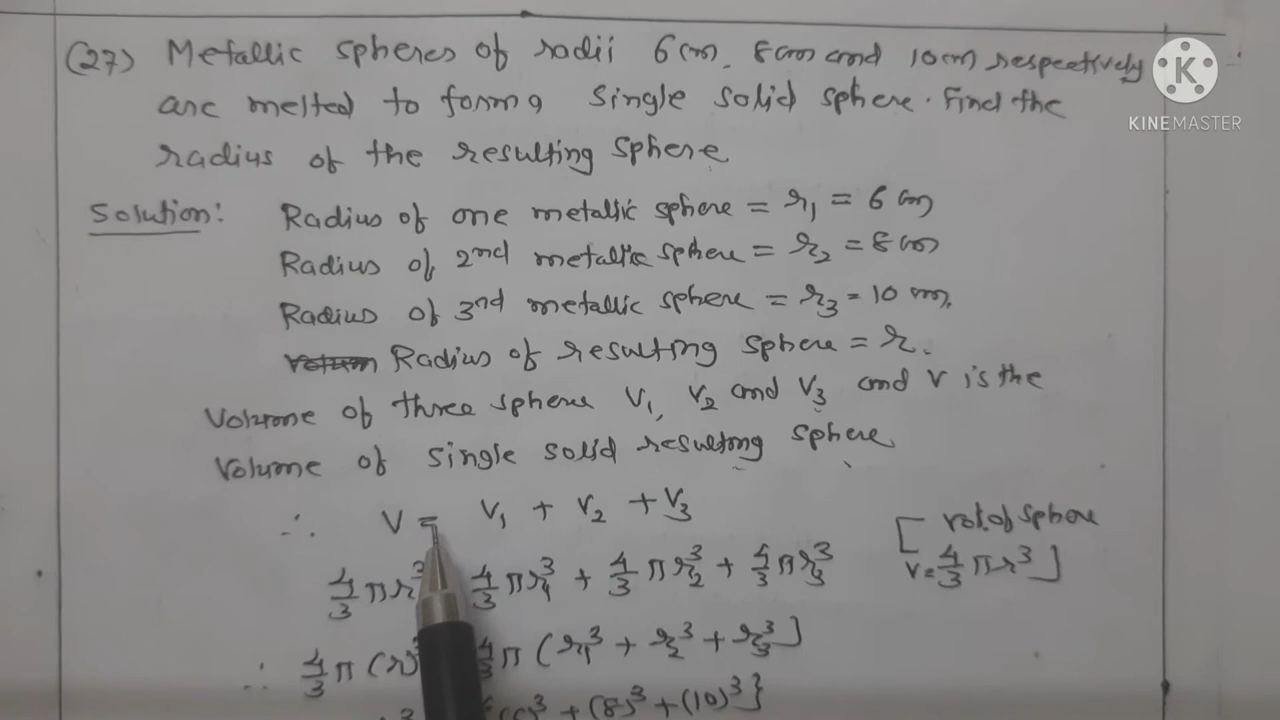 (27) Metallic spheres of radii 6cm, 8cm and 10cm respectively
are melted to form a single solid sphere. Find the
radius of the resulting sphere.
Solution: Radius of one metallic sphere = r₁ = 6 cm
Radius of 2nd metallic sphere = r₂ = 8 cm
Radius of 3nd metallic sphere = r₃ = 10 cm.
Radius of resulting sphere = r.
Volume of three sphere V₁, V₂ and V₃ and V is the
Volume of single solid resulting sphere.
∴ V = V₁ + V₂ + V₃ [vol. of sphere
4/3 πr³ 4/3 πr₁³ + 4/3 πr₂³ + 4/3 πr₃³ V = 4/3 πr³]
∴ 4/3 π (r)³ 4/3 π (r₁³ + r₂³ + r₃³]
³ + (8)³ + (10)³}
K
KINEMASTER